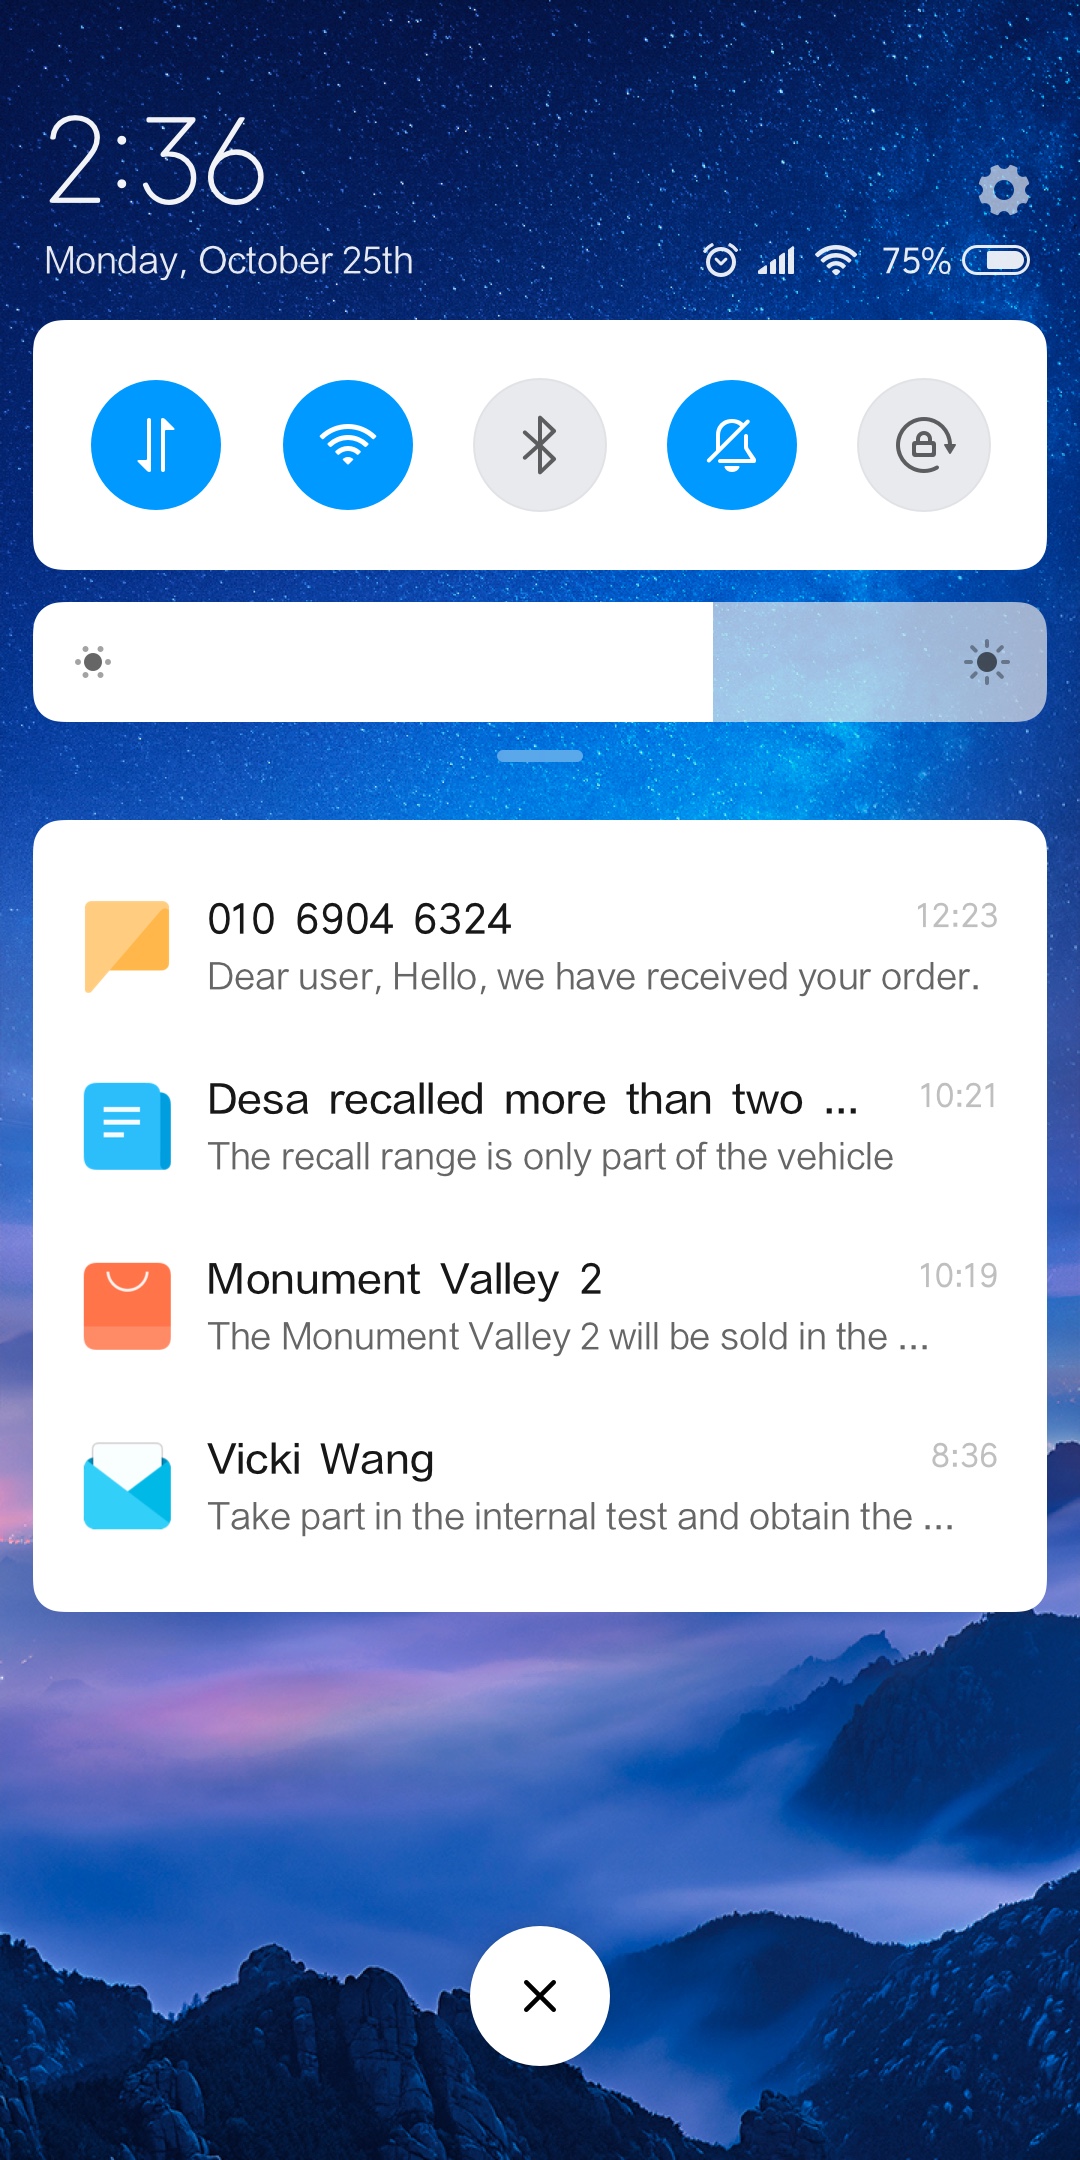 2:36
Monday, October 25th
75%
010 6904 6324
12:23
Dear user, Hello, we have received your order.
Desa recalled more than two ...
10:21
The recall range is only part of the vehicle
Monument Valley 2
10:19
The Monument Valley 2 will be sold in the ...
Vicki Wang
8:36
Take part in the internal test and obtain the ...